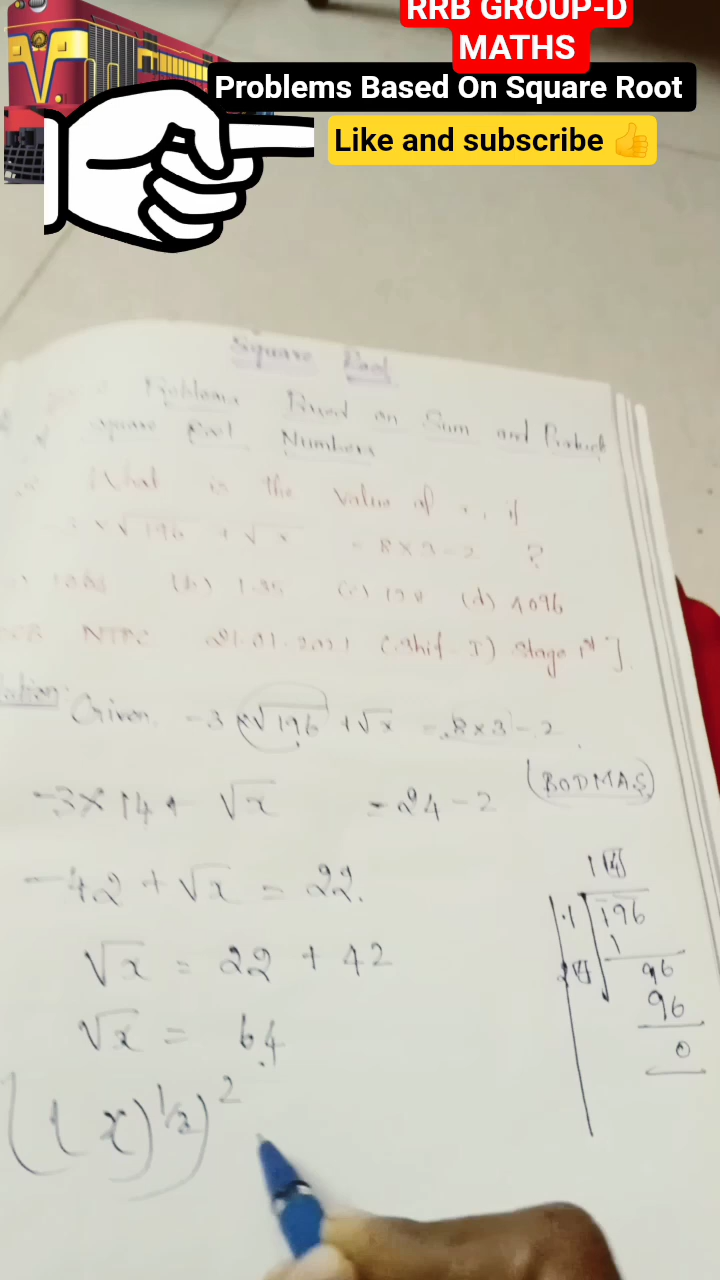 RRB GROUP-D
MATHS
Problems Based On Square Root
Like and subscribe 👍
Square Root
Problems Based on Sum and Product
square Root Numbers
What is the value of x, if
-3 × √196 + √x = 8×3-2 ?
(b) 1.35 (c) 128 (d) 4096
NTPC 21.01.2021 (Shif-I) Stage Ist ]
Given -3×√196 + √x = 8×3-2
-3×14+ √x = 24-2
(BODMAS)
-42 + √x = 22.
√x = 22 + 42
√x = 64
((x)^1/2)^2
14
1 196
1
24 96
96
0